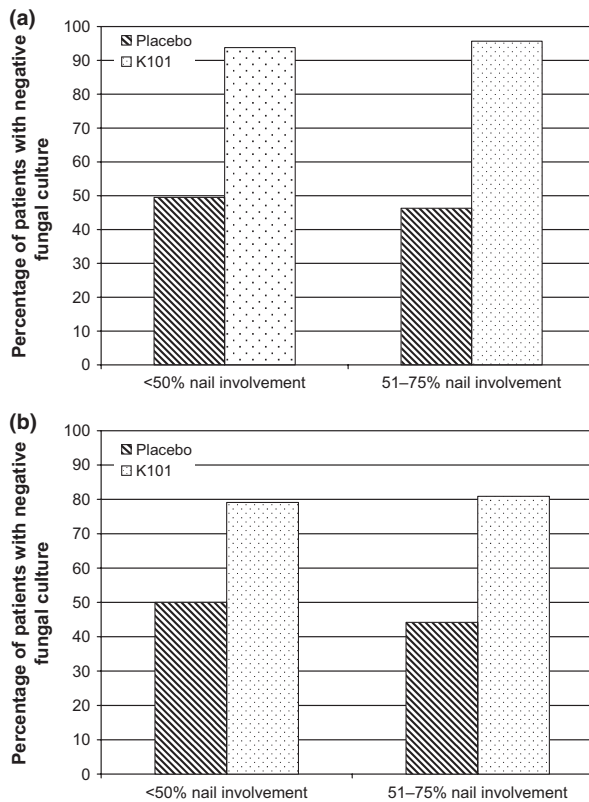 (a)
Percentage of patients with negative
fungal culture
100
90
80
70
60
50
40
30
20
10
0
Placebo
K101
<50% nail involvement
51–75% nail involvement
(b)
Percentage of patients with negative
fungal culture
100
90
80
70
60
50
40
30
20
10
0
Placebo
K101
<50% nail involvement
51–75% nail involvement